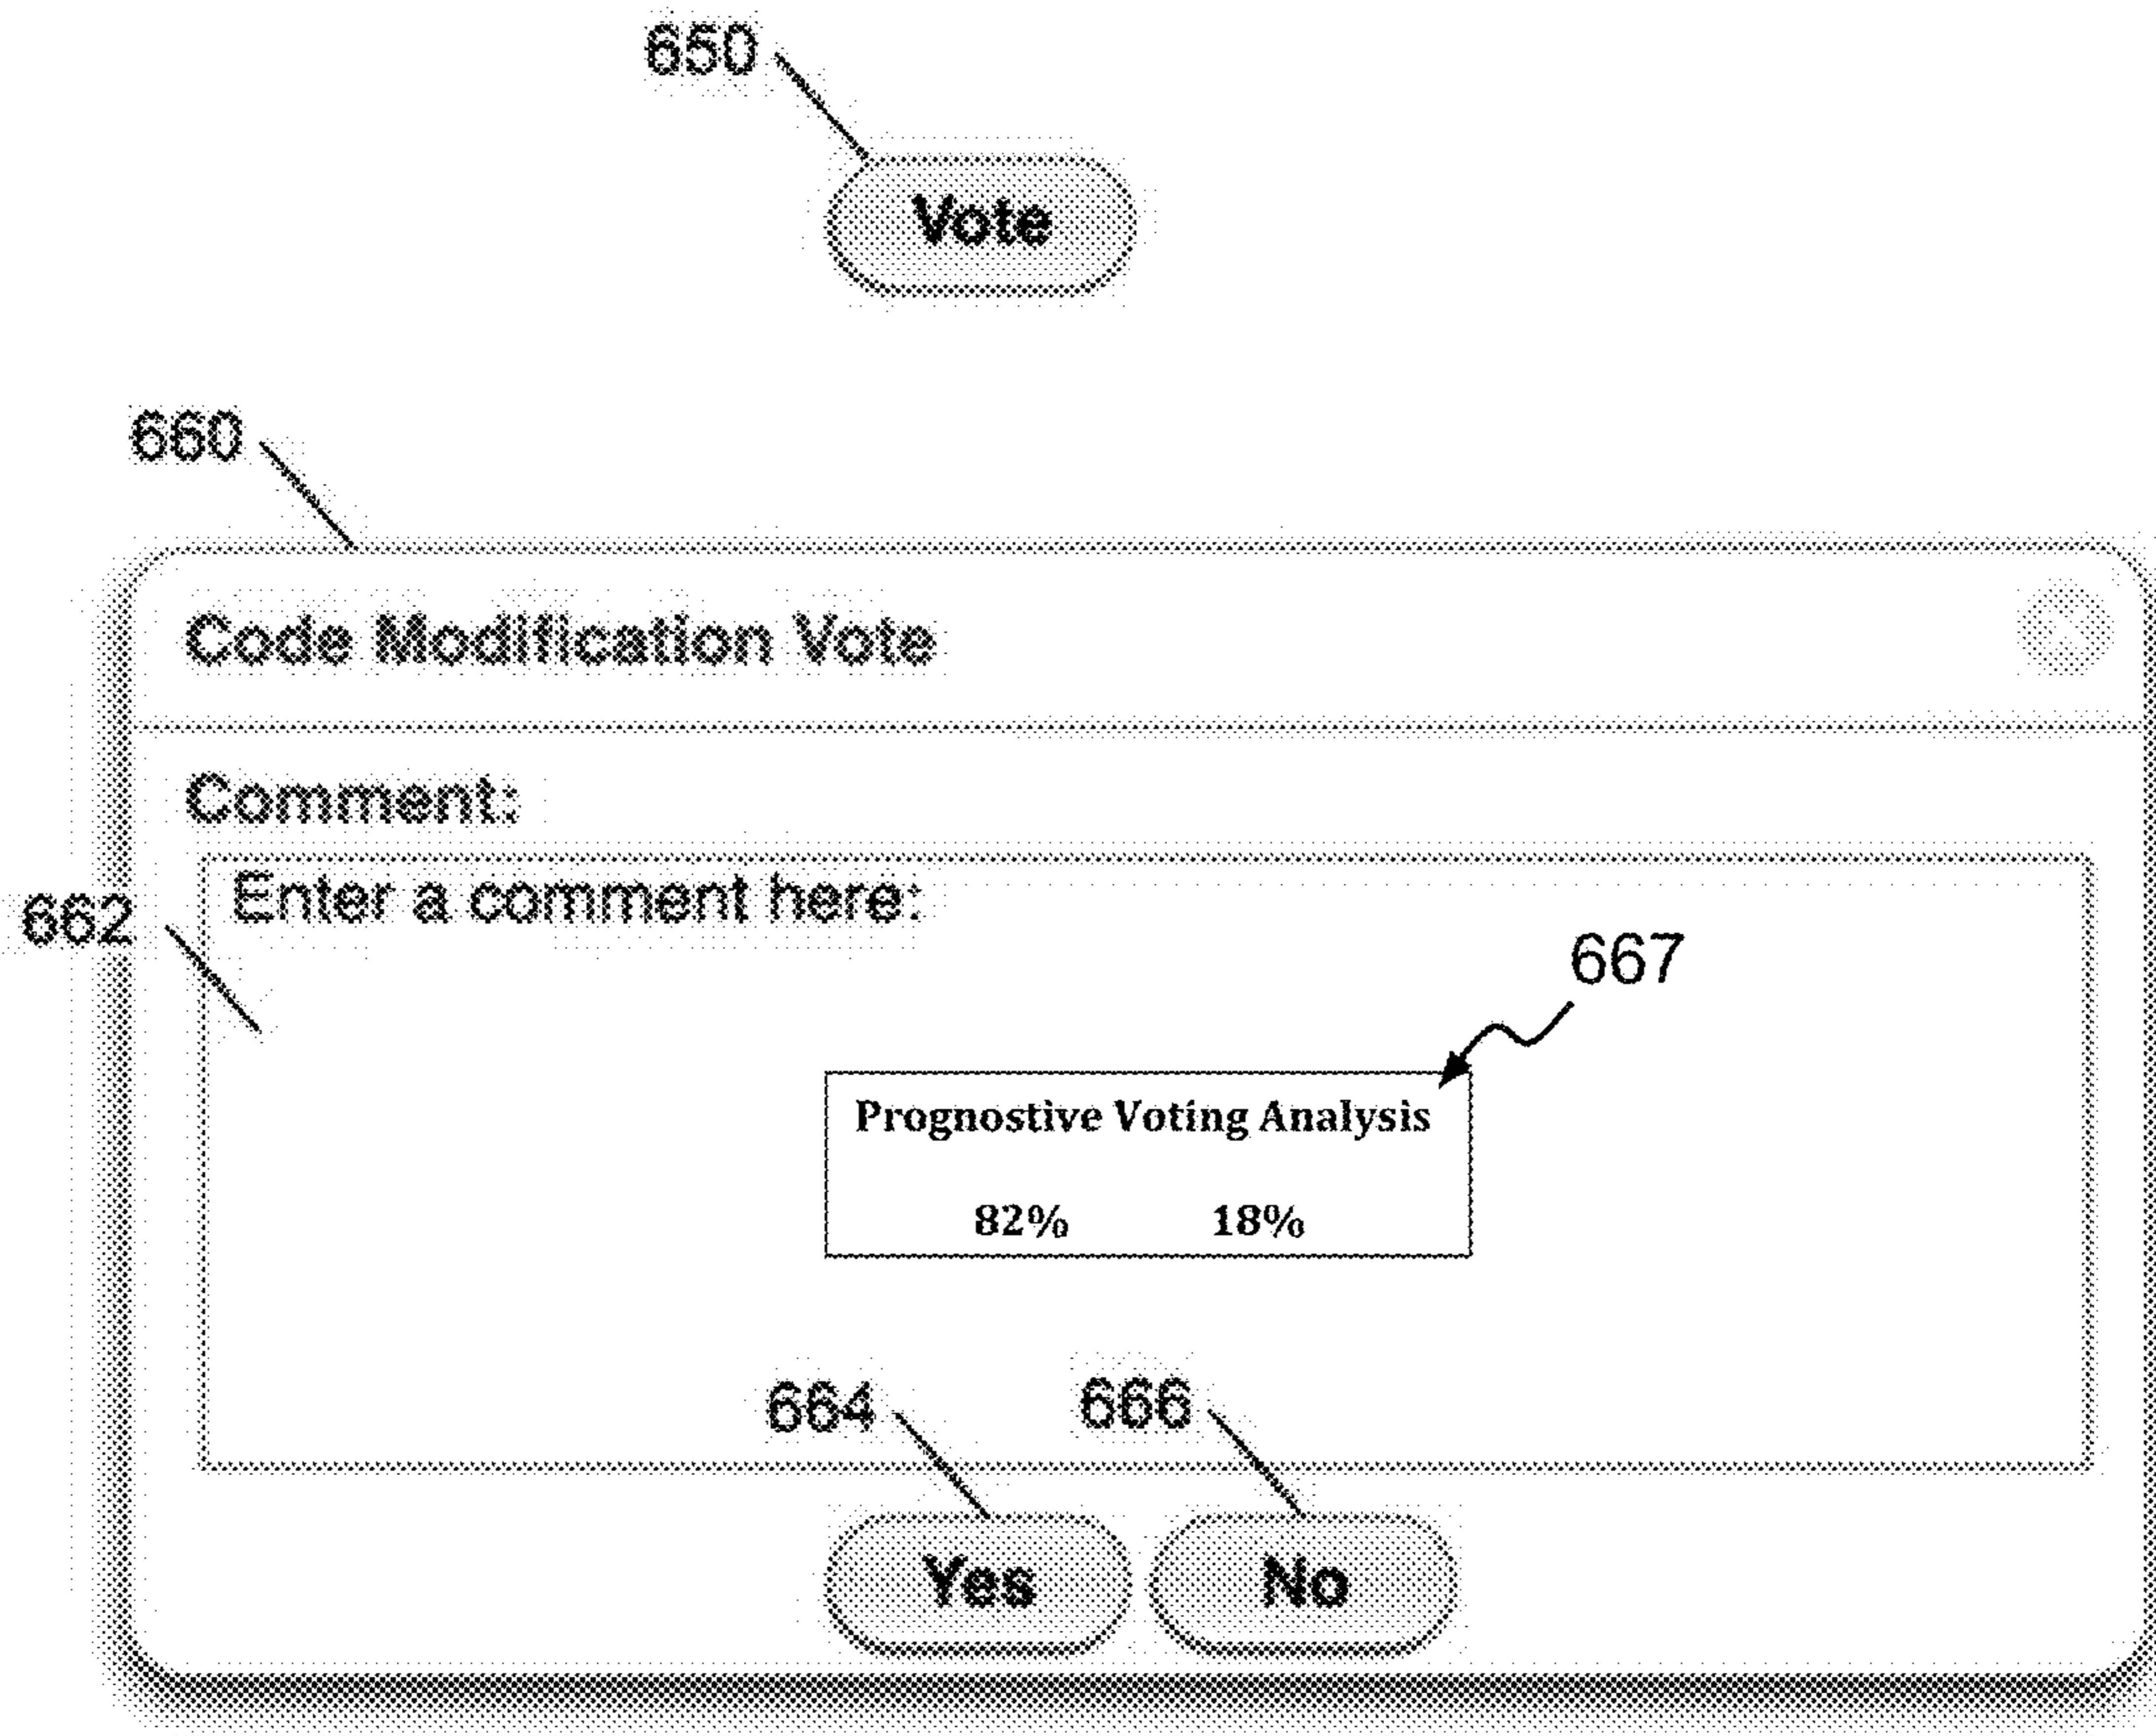 650
Vote
660
Code Modification Vote
Comment:
Enter a comment here:
662
667
Prognostive Voting Analysis
82% 18%
664 666
Yes No